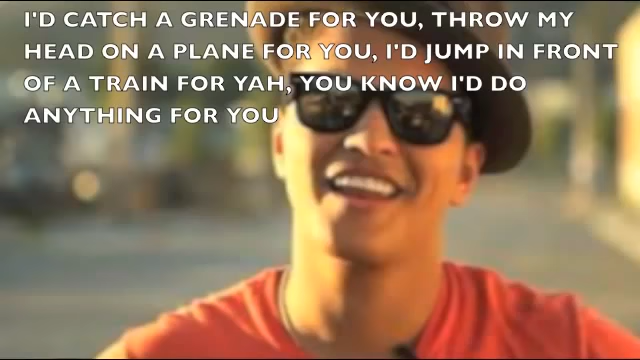 I'D CATCH A GRENADE FOR YOU, THROW MY
HEAD ON A PLANE FOR YOU, I'D JUMP IN FRONT
OF A TRAIN FOR YAH, YOU KNOW I'D DO
ANYTHING FOR YOU